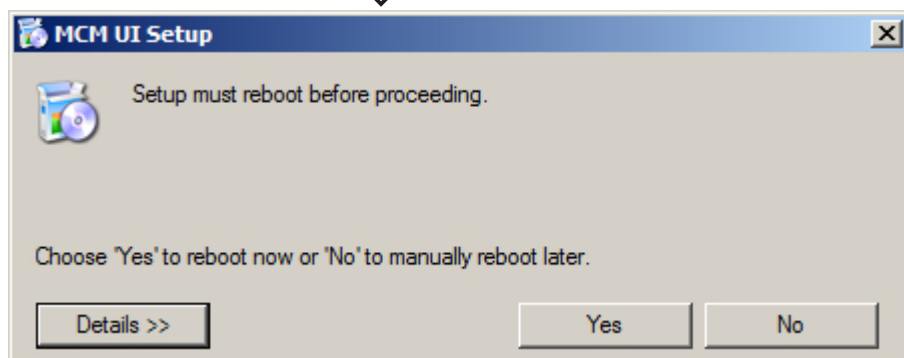 MCM UI Setup
Setup must reboot before proceeding.
Choose 'Yes' to reboot now or 'No' to manually reboot later.
Details >>
Yes
No